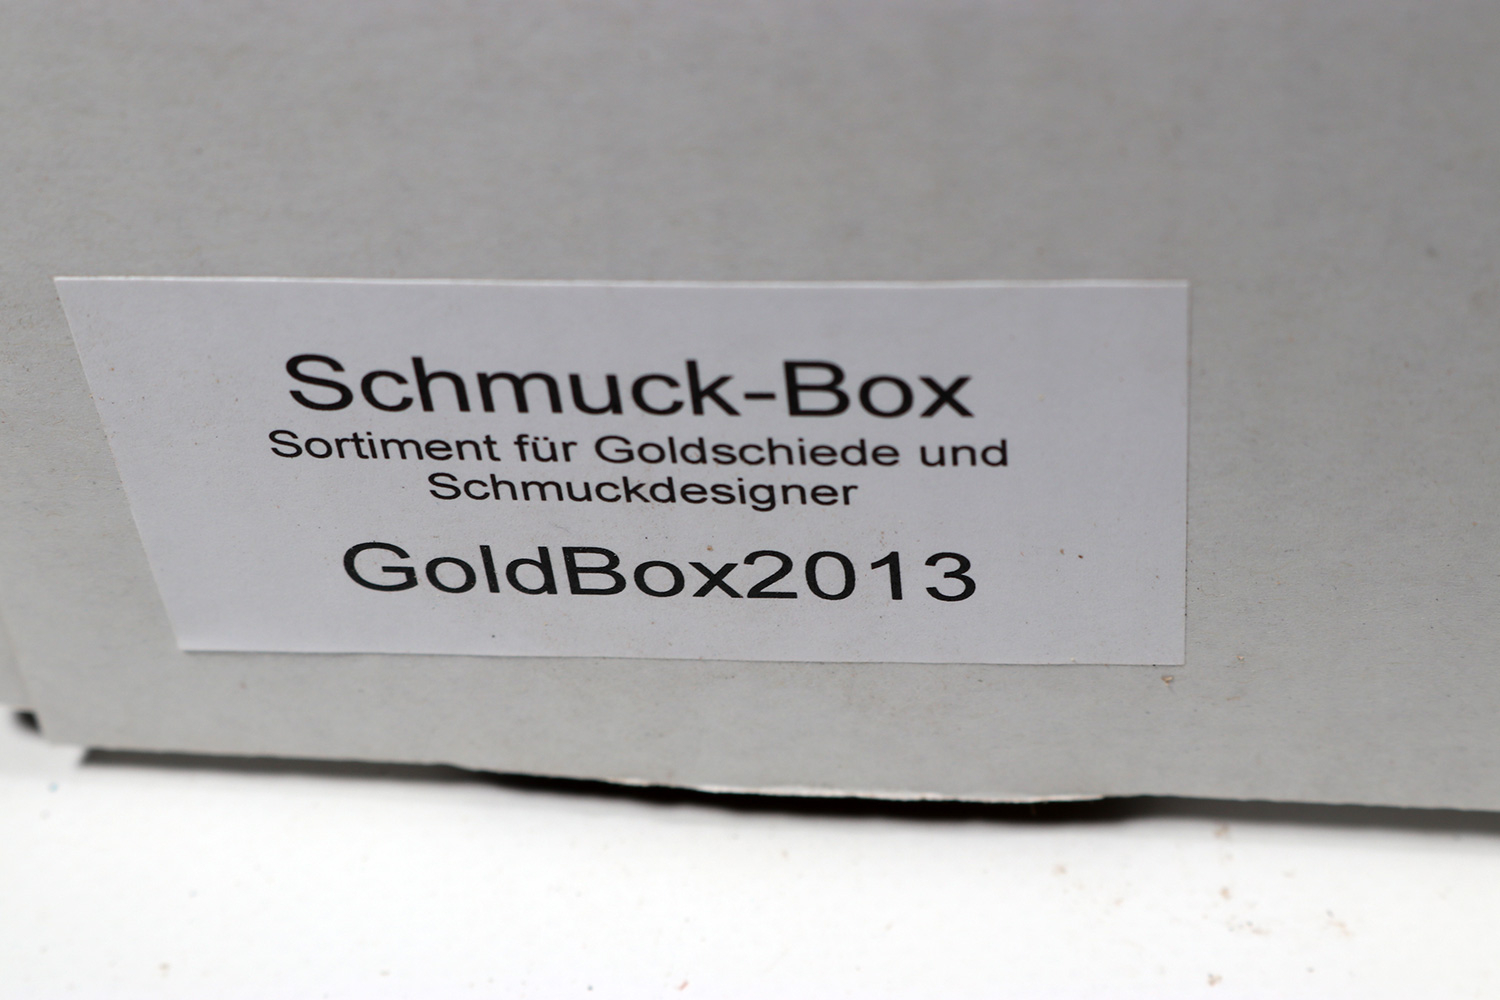 Schmuck-Box
Sortiment für Goldschiede und
Schmuckdesigner
GoldBox2013